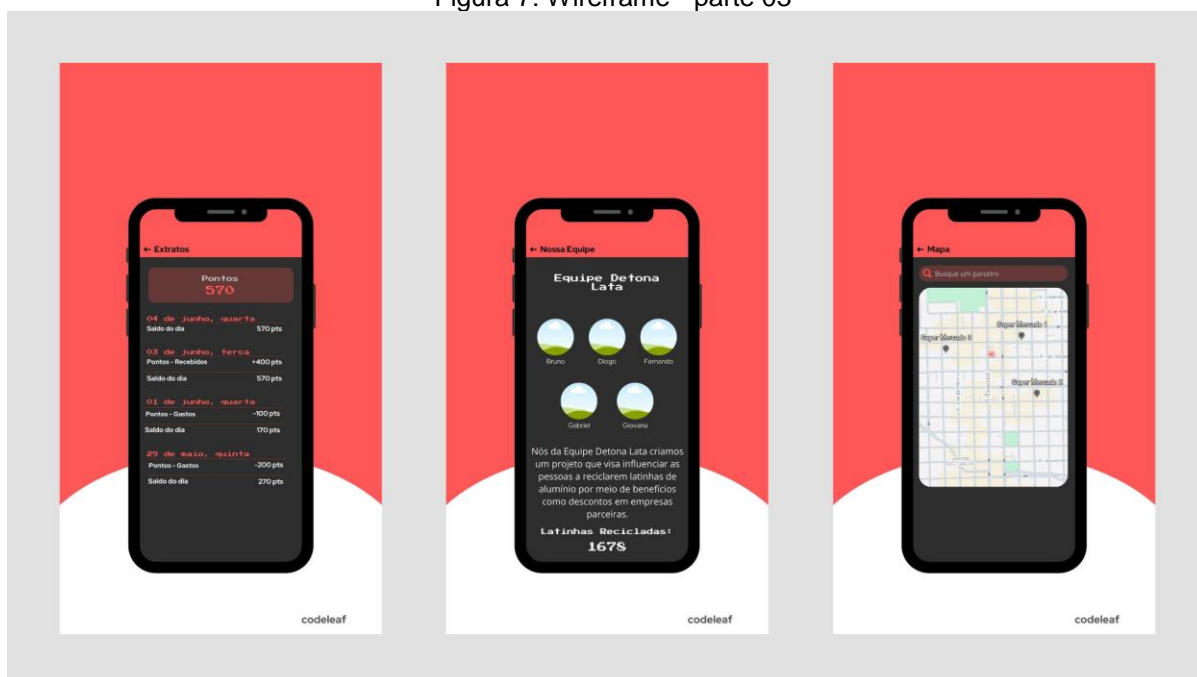 Figura 7: Wireframe - parte 03
← Extratos
Pontos
570
04 de junho, quarta
Saldo do dia 570 pts
03 de junho, terça
Pontos - Recebidos +400 pts
Saldo do dia 570 pts
01 de junho, quarta
Pontos - Gastos -100 pts
Saldo do dia 170 pts
29 de maio, quinta
Pontos - Gastos -200 pts
Saldo do dia 270 pts
codeleaf
← Nossa Equipe
Equipe Detona
Lata
Bruno Diogo Fernando
Gabriel Giovana
Nós da Equipe Detona Lata criamos
um projeto que visa influenciar as
pessoas a reciclarem latinhas de
alumínio por meio de benefícios
como descontos em empresas
parceiras.
Latinhas Recicladas:
1678
codeleaf
← Mapa
Busque um parceiro
Super Mercado 1
Super Mercado 3
Super Mercado 2
codeleaf